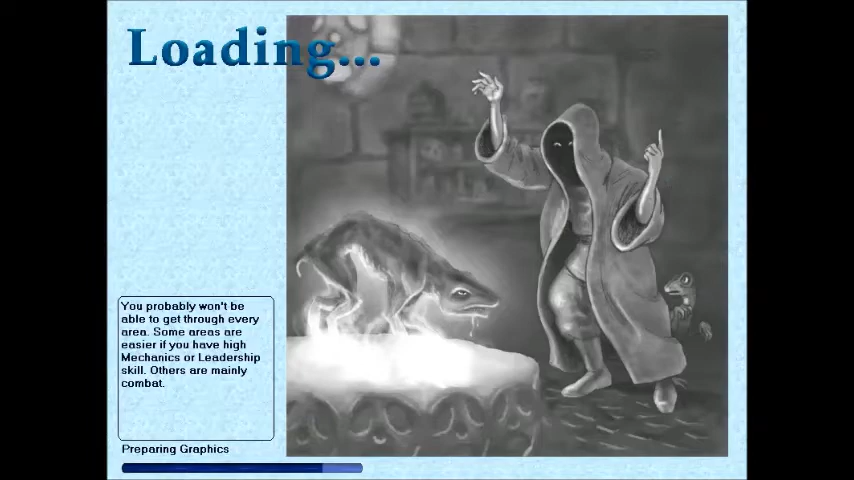 Loading...
You probably won't be
able to get through every
area. Some areas are
easier if you have high
Mechanics or Leadership
skill. Others are mainly
combat.
Preparing Graphics